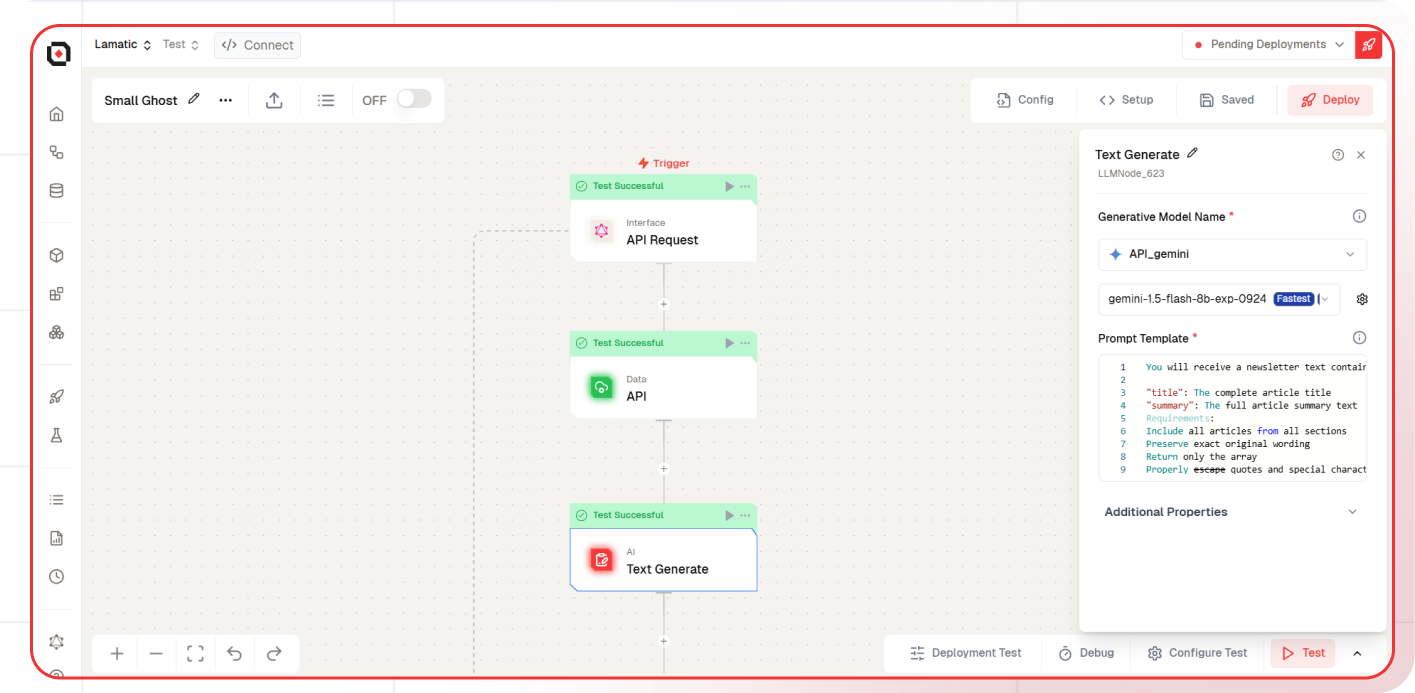 Lamatic
Test
</> Connect
Pending Deployments
Small Ghost
OFF
Config
Setup
Saved
Deploy
Trigger
Test Successful
Interface
API Request
Test Successful
Data
API
Test Successful
AI
Text Generate
Text Generate
LLMNode_623
Generative Model Name *
API_gemini
gemini-1.5-flash-8b-exp-0924 Fastest
Prompt Template *
1 You will receive a newsletter text contair
2
3 "title": The complete article title
4 "summary": The full article summary text
5 Requirements:
6 Include all articles from all sections
7 Preserve exact original wording
8 Return only the array
9 Properly escape quotes and special charact
Additional Properties
Deployment Test
Debug
Configure Test
Test